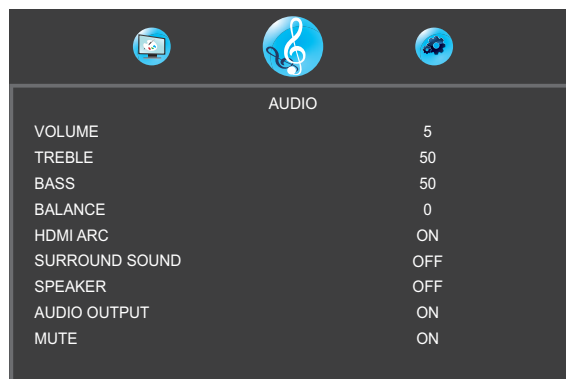 AUDIO
VOLUME 5
TREBLE 50
BASS 50
BALANCE 0
HDMI ARC ON
SURROUND SOUND OFF
SPEAKER OFF
AUDIO OUTPUT ON
MUTE ON